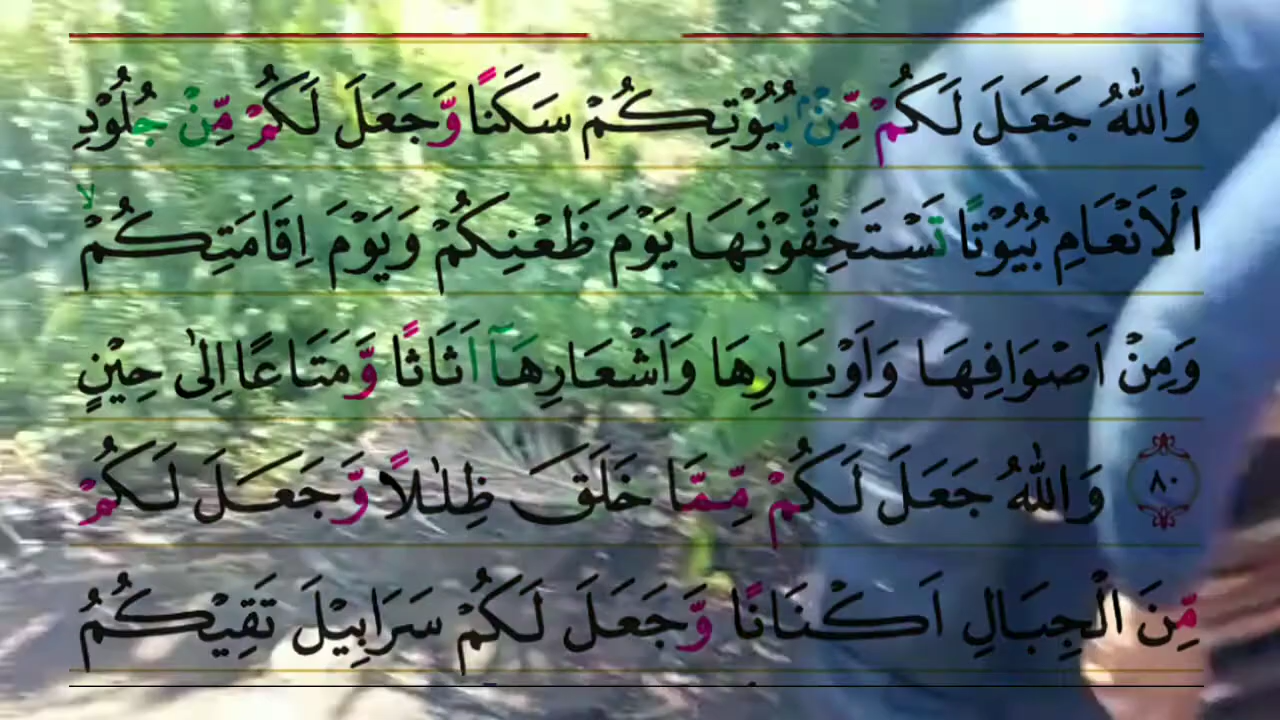 وَاللّٰهُ جَعَلَ لَكُمْ مِّنْۢ بُيُوْتِكُمْ سَكَنًا وَّجَعَلَ لَكُمْ مِّنْ جُلُوْدِ
الْاَنْعَامِ بُيُوْتًا تَسْتَخِفُّوْنَهَا يَوْمَ ظَعْنِكُمْ وَيَوْمَ اِقَامَتِكُمْ ۙ
وَمِنْ اَصْوَافِهَا وَاَوْبَارِهَا وَاَشْعَارِهَآ اَثَاثًا وَّمَتَاعًا اِلٰى حِيْنٍ
٨٠ وَاللّٰهُ جَعَلَ لَكُمْ مِّمَّا خَلَقَ ظِلٰلًا وَّجَعَلَ لَكُمْ
مِّنَ الْجِبَالِ اَكْنَانًا وَّجَعَلَ لَكُمْ سَرَابِيْلَ تَقِيْكُمُ